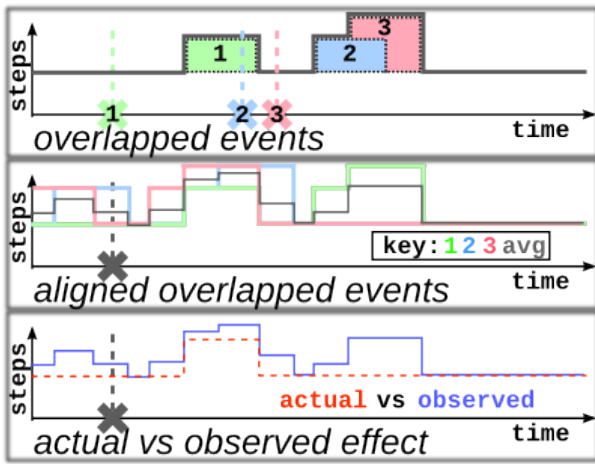 steps
1
2
3
1
2
3
time
overlapped events
steps
key: 1 2 3 avg
time
aligned overlapped events
steps
actual vs observed
time
actual vs observed effect